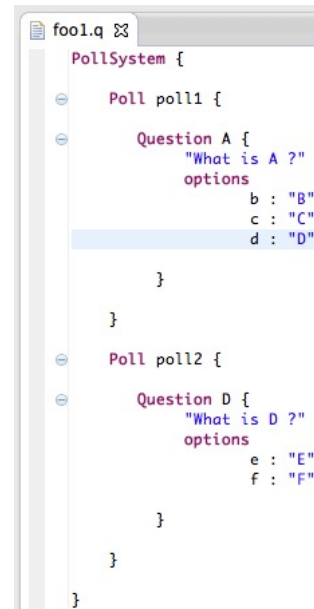 foo1.q
PollSystem {
Poll poll1 {
Question A {
"What is A ?"
options
b : "B"
c : "C"
d : "D"
}
}
Poll poll2 {
Question D {
"What is D ?"
options
e : "E"
f : "F"
}
}
}